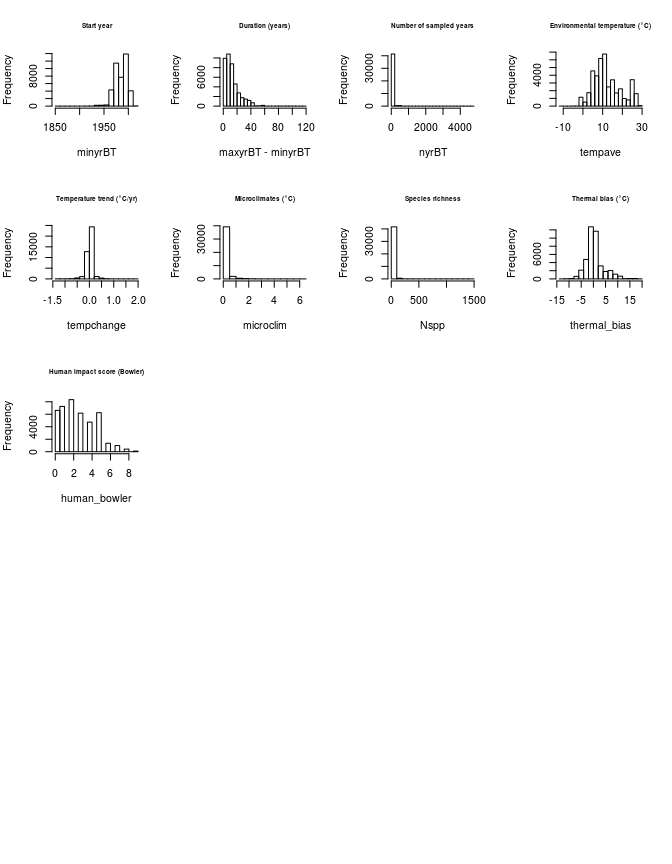 Start year
Frequency
0 8000
1850 1950
minyrBT
Duration (years)
Frequency
0 6000
0 40 80 120
maxyrBT - minyrBT
Number of sampled years
Frequency
0 30000
0 2000 4000
nyrBT
Environmental temperature (°C)
Frequency
0 4000
-10 10 30
tempave
Temperature trend (°C/yr)
Frequency
0 15000
-1.5 0.0 1.0 2.0
tempchange
Microclimates (°C)
Frequency
0 30000
0 2 4 6
microclim
Species richness
Frequency
0 30000
0 500 1500
Nspp
Thermal bias (°C)
Frequency
0 6000
-15 -5 5 15
thermal_bias
Human impact score (Bowler)
Frequency
0 4000
0 2 4 6 8
human_bowler